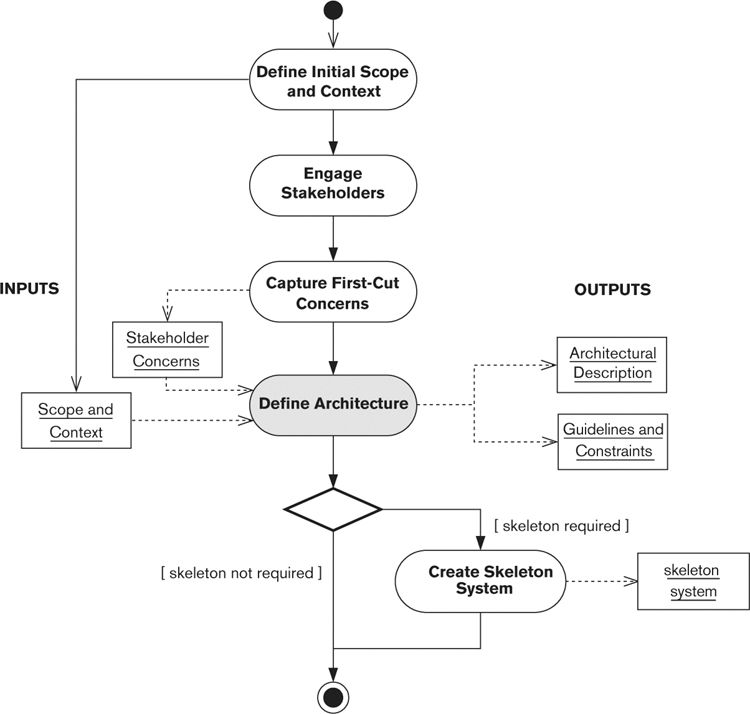 Define Initial Scope
and Context
Engage
Stakeholders
Capture First-Cut
Concerns
INPUTS
OUTPUTS
Stakeholder
Concerns
Architectural
Description
Scope and
Context
Define Architecture
Guidelines and
Constraints
[ skeleton required ]
[ skeleton not required ]
Create Skeleton
System
skeleton
system